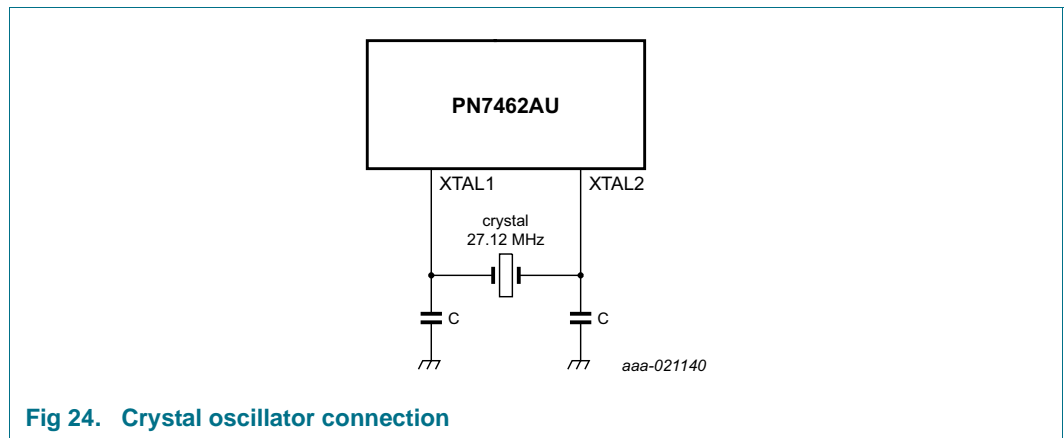 PN7462AU
XTAL1
XTAL2
crystal
27.12 MHz
C
C
aaa-021140
Fig 24. Crystal oscillator connection